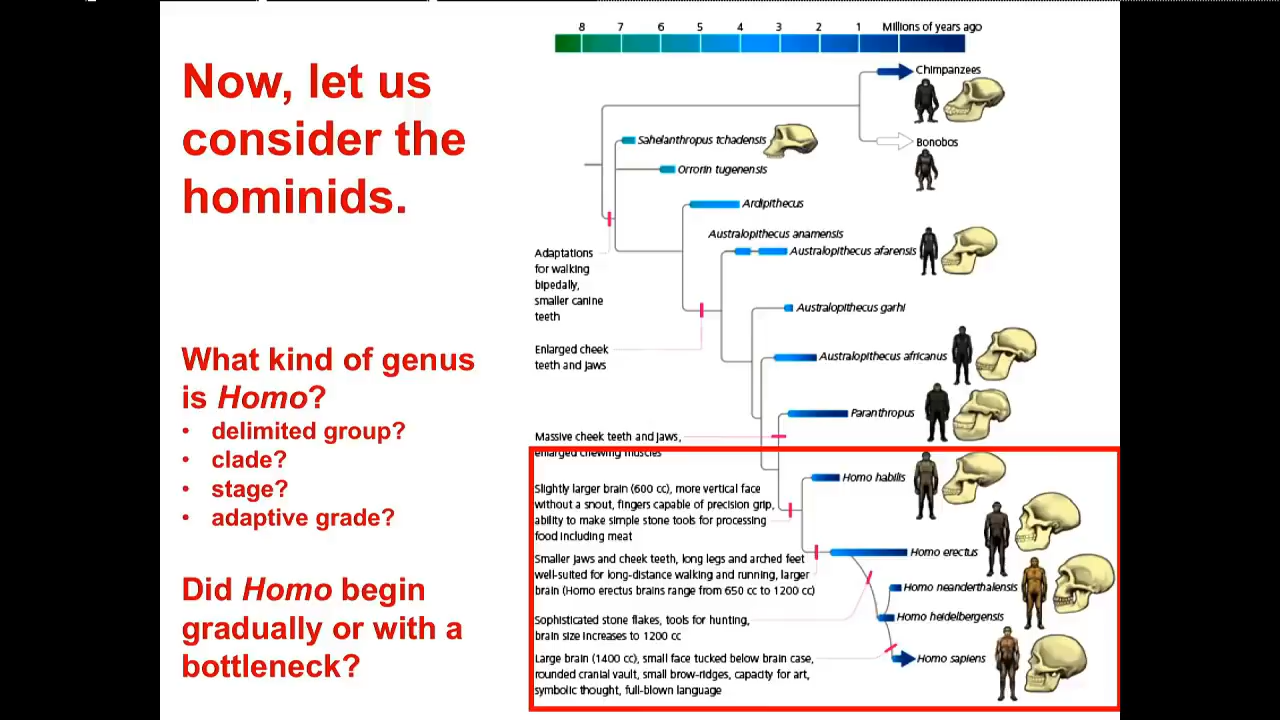 Now, let us
consider the
hominids.
What kind of genus
is Homo?
• delimited group?
• clade?
• stage?
• adaptive grade?
Did Homo begin
gradually or with a
bottleneck?
8 7 6 5 4 3 2 1 Millions of years ago
Chimpanzees
Sahelanthropus tchadensis
Bonobos
Orrorin tugenensis
Ardipithecus
Australopithecus anamensis
Adaptations
for walking
bipedally,
smaller canine
teeth
Australopithecus afarensis
Australopithecus garhi
Enlarged cheek
teeth and jaws
Australopithecus africanus
Paranthropus
Massive cheek teeth and jaws,
enlarged chewing muscles
Homo habilis
Slightly larger brain (600 cc), more vertical face
without a snout, fingers capable of precision grip,
ability to make simple stone tools for processing
food including meat
Homo erectus
Smaller jaws and cheek teeth, long legs and arched feet
well-suited for long-distance walking and running, larger
brain (Homo erectus brains range from 650 cc to 1200 cc)
Homo neanderthalensis
Homo heidelbergensis
Sophisticated stone flakes, tools for hunting,
brain size increases to 1200 cc
Homo sapiens
Large brain (1400 cc), small face tucked below brain case,
rounded cranial vault, small brow-ridges, capacity for art,
symbolic thought, full-blown language